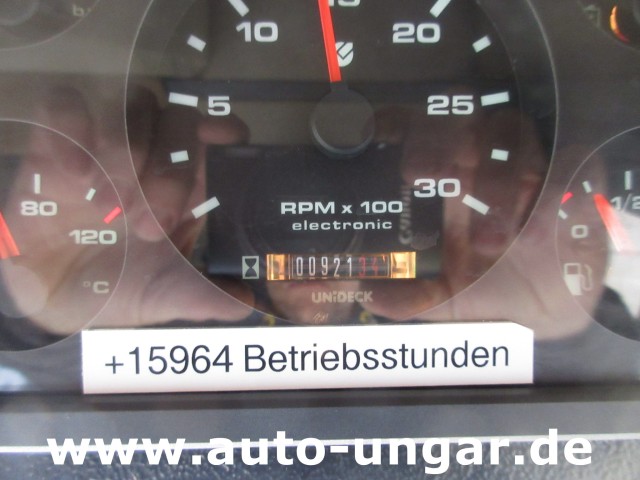 15
10 20
5 25
30
RPM x 100
electronic
80
120
°C
1/2
0
00921
UNiDECK
+15964 Betriebsstunden
www.auto-ungar.de